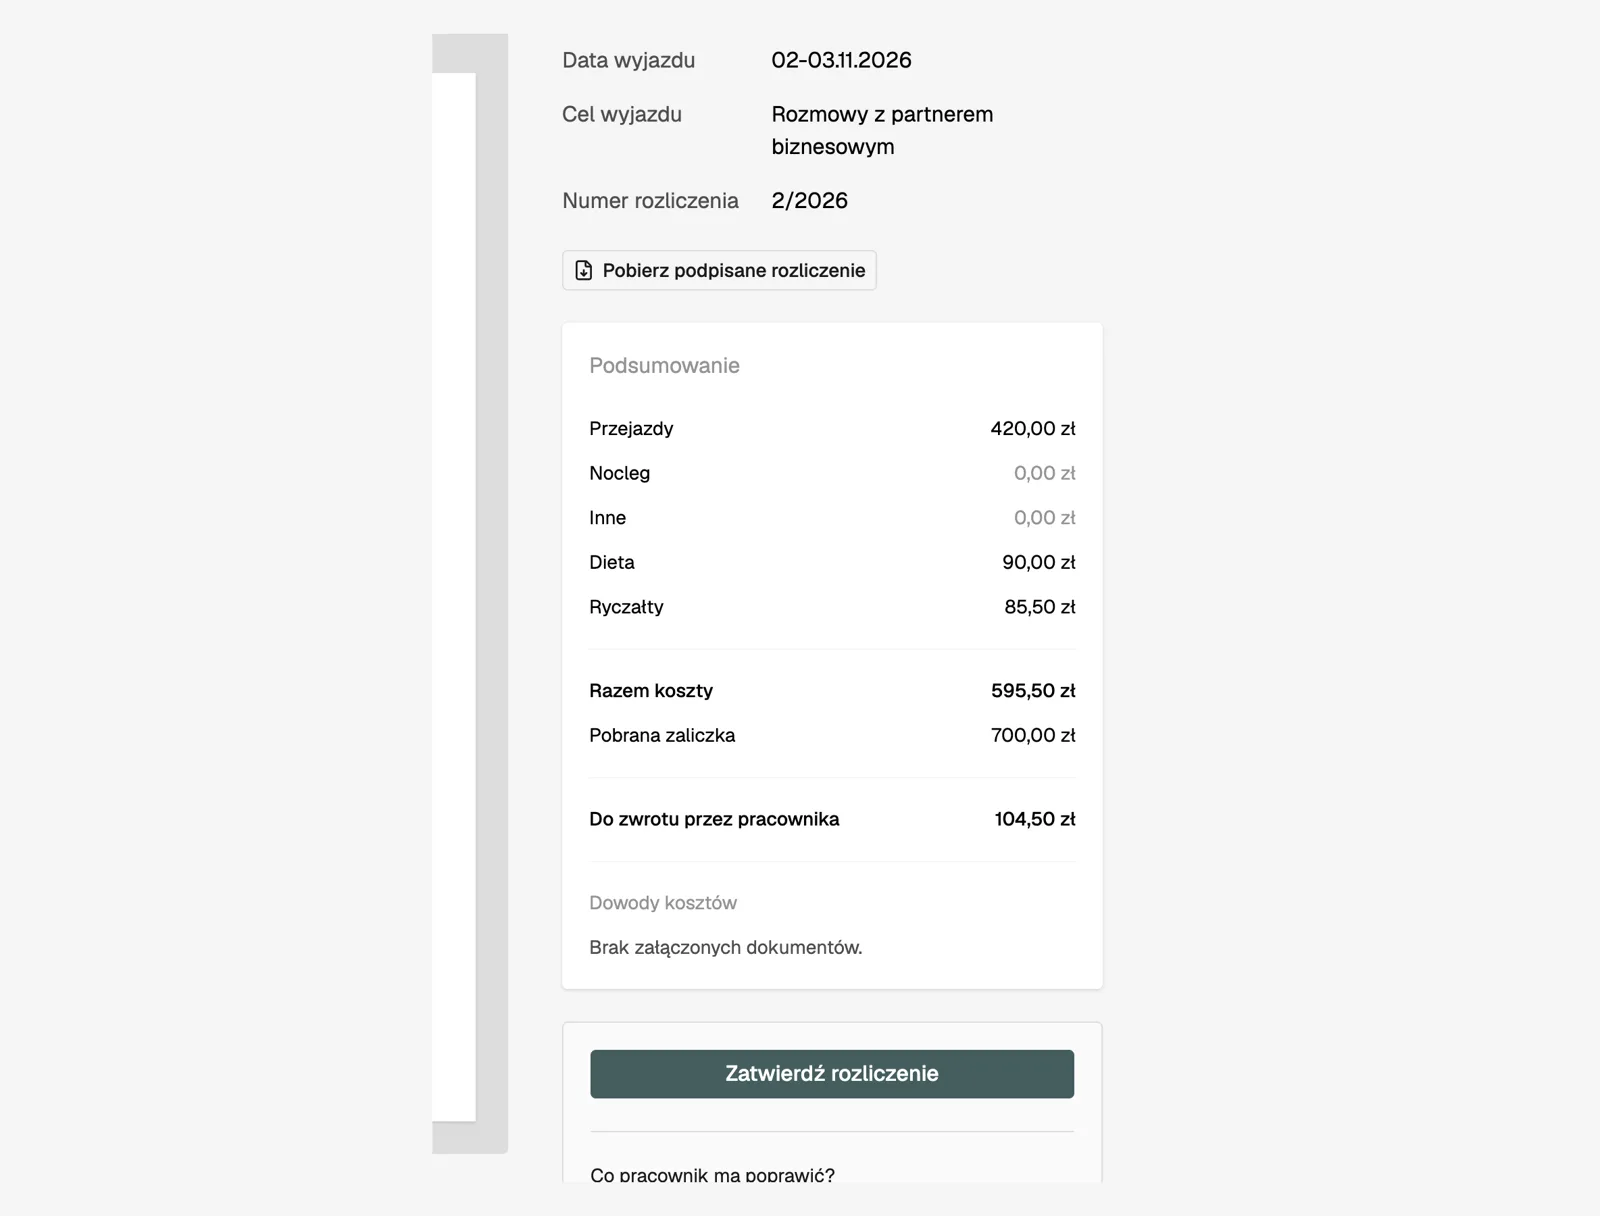 Data wyjazdu 02-03.11.2026
Cel wyjazdu Rozmowy z partnerem
biznesowym
Numer rozliczenia 2/2026
Pobierz podpisane rozliczenie
Podsumowanie
Przejazdy 420,00 zł
Nocleg 0,00 zł
Inne 0,00 zł
Dieta 90,00 zł
Ryczałty 85,50 zł
Razem koszty 595,50 zł
Pobrana zaliczka 700,00 zł
Do zwrotu przez pracownika 104,50 zł
Dowody kosztów
Brak załączonych dokumentów.
Zatwierdź rozliczenie
Co pracownik ma poprawić?